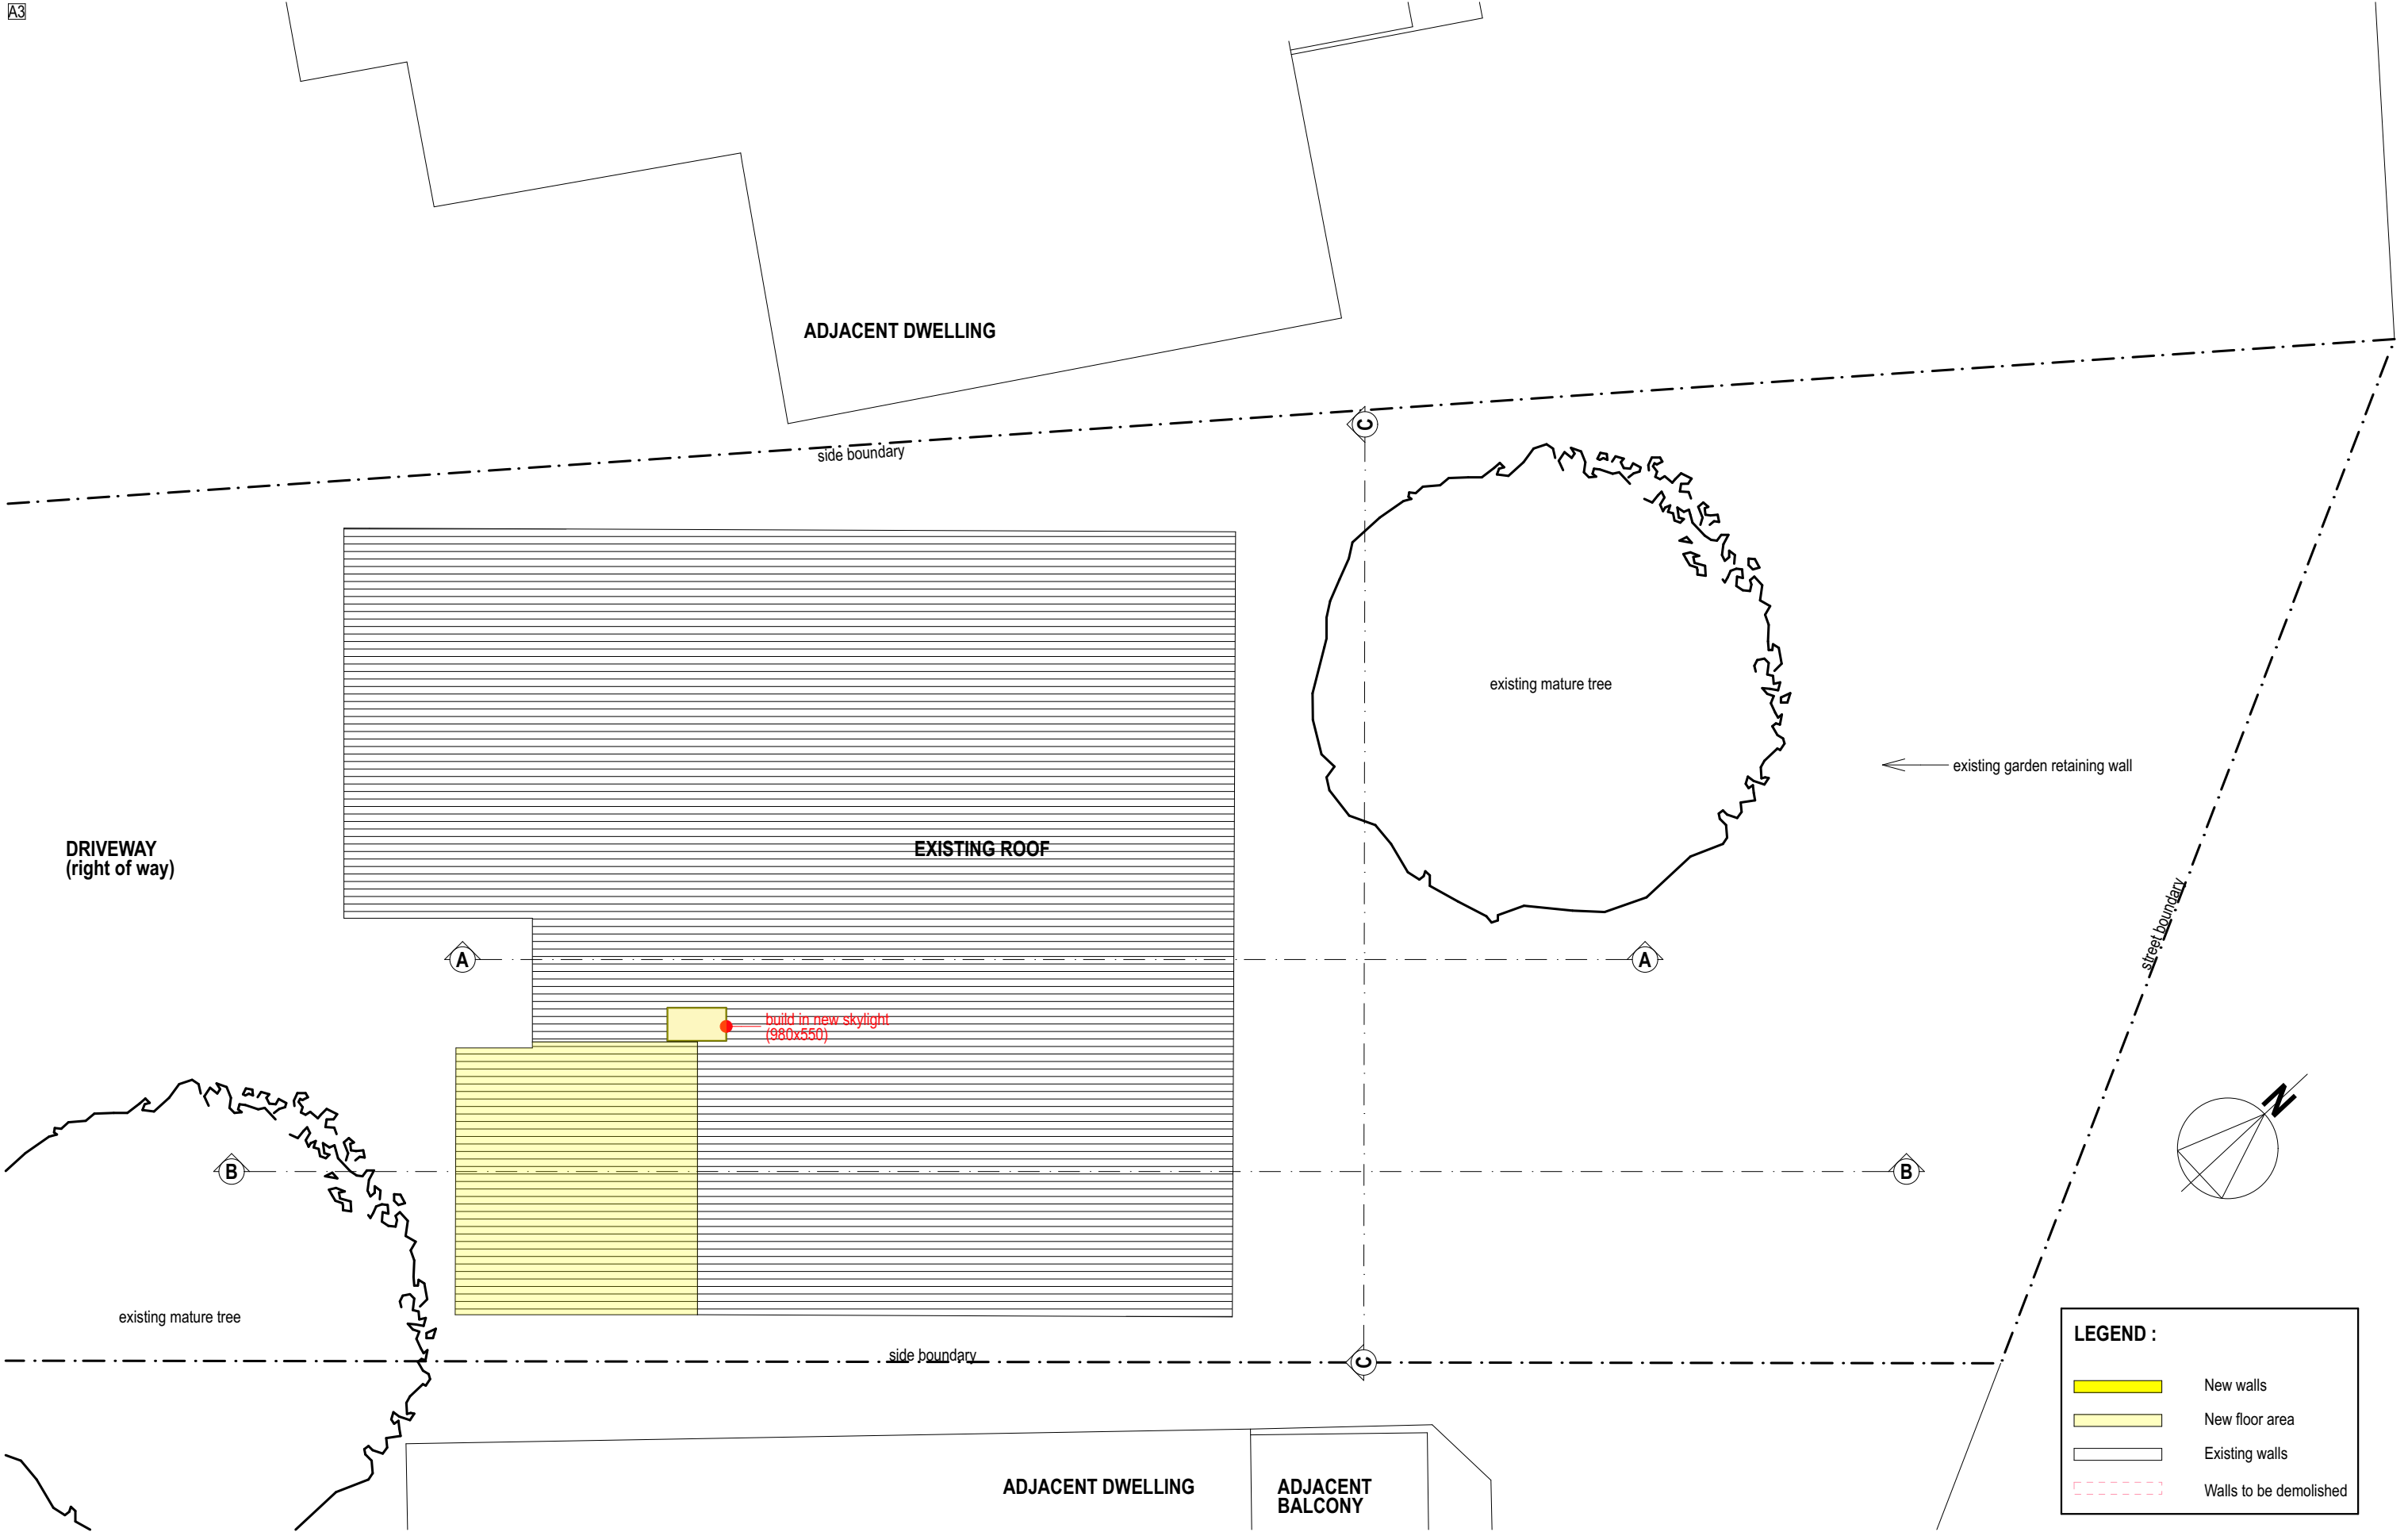 A3
ADJACENT DWELLING
C
side boundary
existing mature tree
existing garden retaining wall
DRIVEWAY
(right of way)
EXISTING ROOF
street boundary
A
A
build in new skylight
(980x550)
N
B
B
existing mature tree
side boundary
C
LEGEND :
New walls
New floor area
Existing walls
Walls to be demolished
ADJACENT DWELLING
ADJACENT
BALCONY